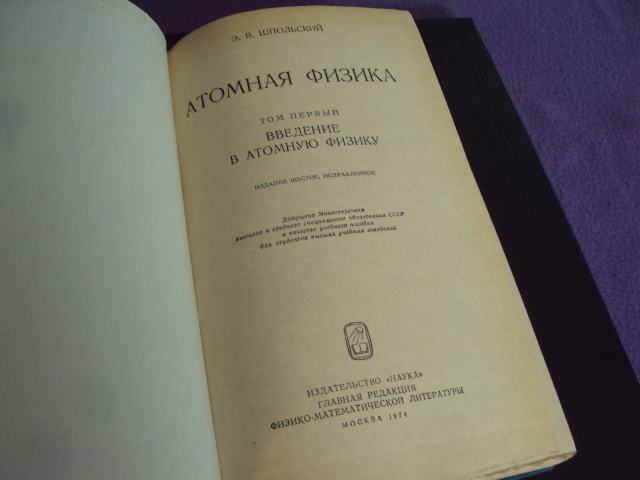 Э. В. ШПОЛЬСКИЙ
АТОМНАЯ ФИЗИКА
ТОМ ПЕРВЫЙ
ВВЕДЕНИЕ
В АТОМНУЮ ФИЗИКУ
ИЗДАНИЕ ШЕСТОЕ, ИСПРАВЛЕННОЕ
Допущено Министерством
высшего и среднего специального образования СССР
в качестве учебного пособия
для студентов высших учебных заведений
ИЗДАТЕЛЬСТВО «НАУКА»
ГЛАВНАЯ РЕДАКЦИЯ
ФИЗИКО-МАТЕМАТИЧЕСКОЙ ЛИТЕРАТУРЫ
МОСКВА 1974